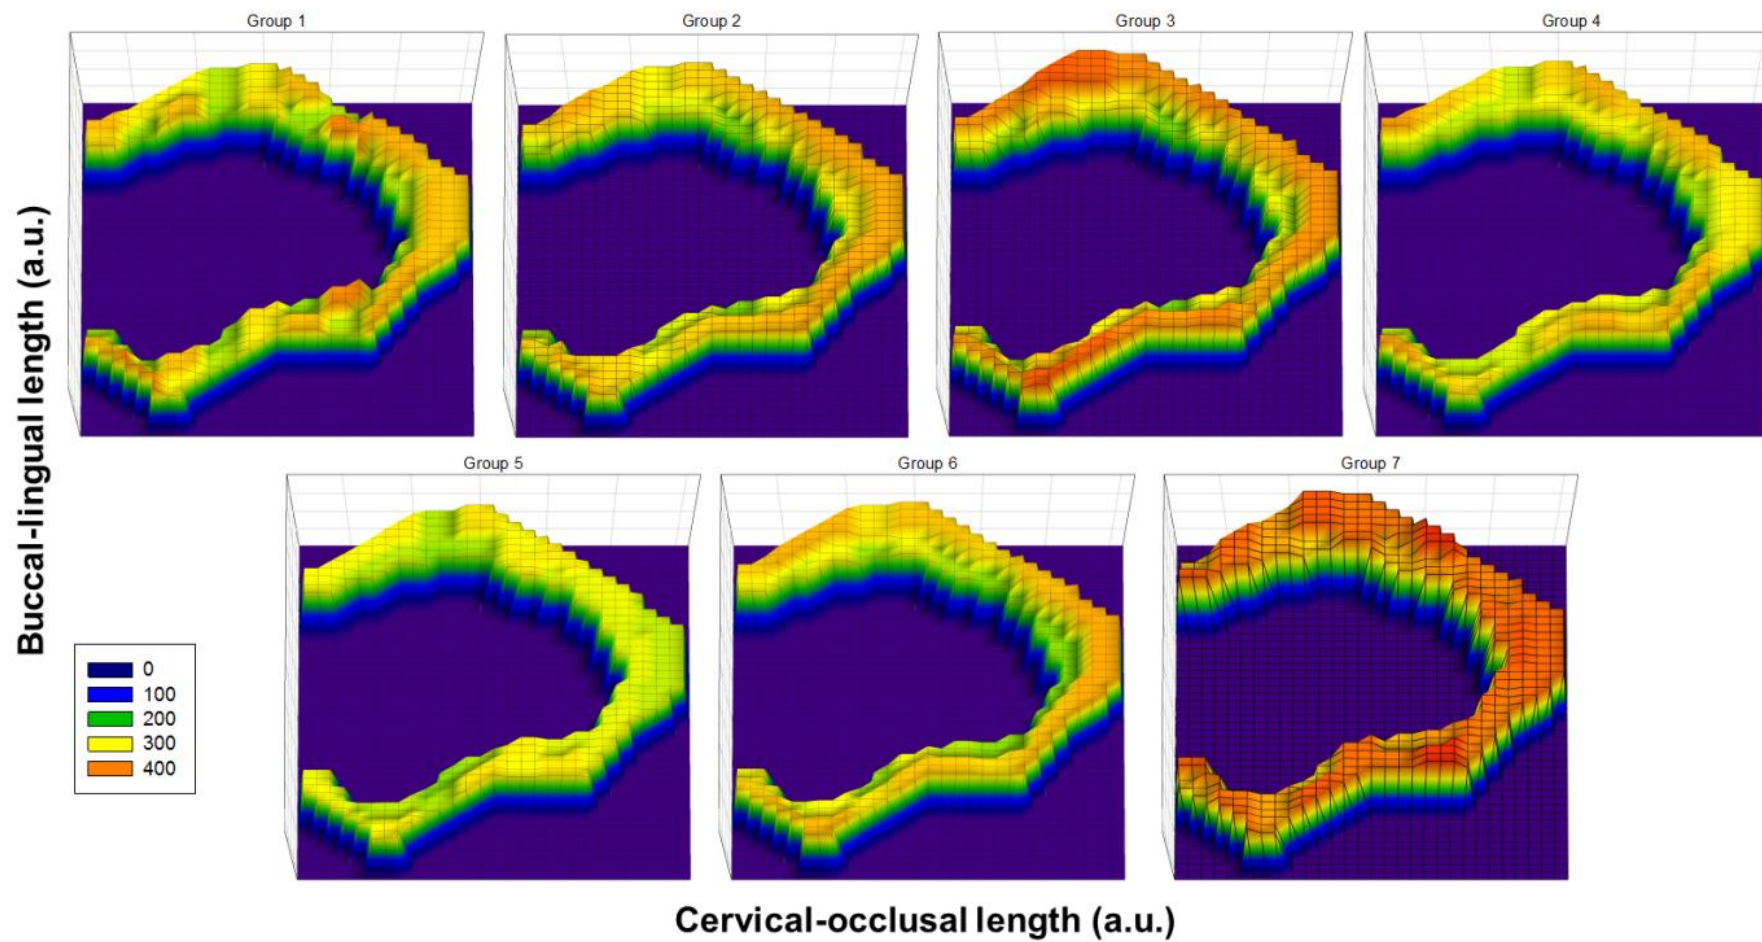 Group 1
Group 2
Group 3
Group 4
Group 5
Group 6
Group 7
Buccal-lingual length (a.u.)
0
100
200
300
400
Cervical-occlusal length (a.u.)